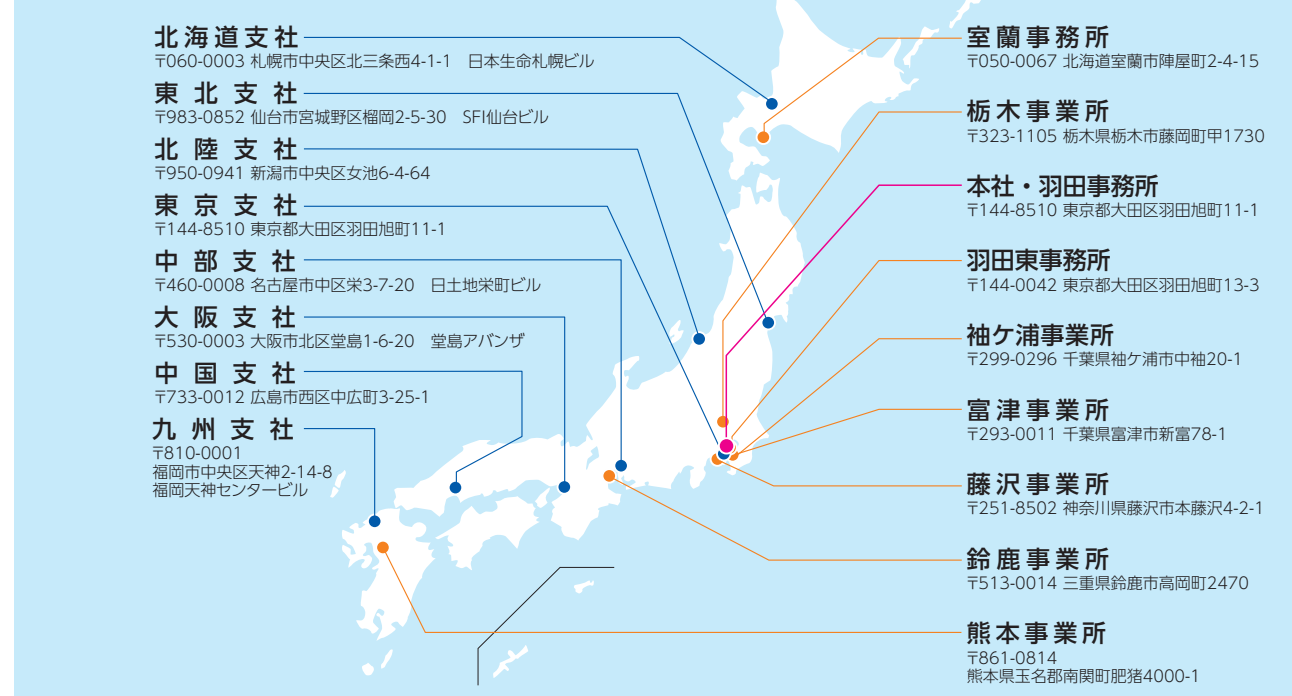 北海道支社
〒060-0003 札幌市中央区北三条西4-1-1　日本生命札幌ビル
東北支社
〒983-0852 仙台市宮城野区榴岡2-5-30　SFI仙台ビル
北陸支社
〒950-0941 新潟市中央区女池6-4-64
東京支社
〒144-8510 東京都大田区羽田旭町11-1
中部支社
〒460-0008 名古屋市中区栄3-7-20　日土地栄町ビル
大阪支社
〒530-0003 大阪市北区堂島1-6-20　堂島アバンザ
中国支社
〒733-0012 広島市西区中広町3-25-1
九州支社
〒810-0001
福岡市中央区天神2-14-8
福岡天神センタービル
室蘭事務所
〒050-0067 北海道室蘭市陣屋町2-4-15
栃木事業所
〒323-1105 栃木県栃木市藤岡町甲1730
本社・羽田事務所
〒144-8510 東京都大田区羽田旭町11-1
羽田東事務所
〒144-0042 東京都大田区羽田旭町13-3
袖ケ浦事業所
〒299-0296 千葉県袖ケ浦市中袖20-1
富津事業所
〒293-0011 千葉県富津市新富78-1
藤沢事業所
〒251-8502 神奈川県藤沢市本藤沢4-2-1
鈴鹿事業所
〒513-0014 三重県鈴鹿市高岡町2470
熊本事業所
〒861-0814
熊本県玉名郡南関町肥猪4000-1